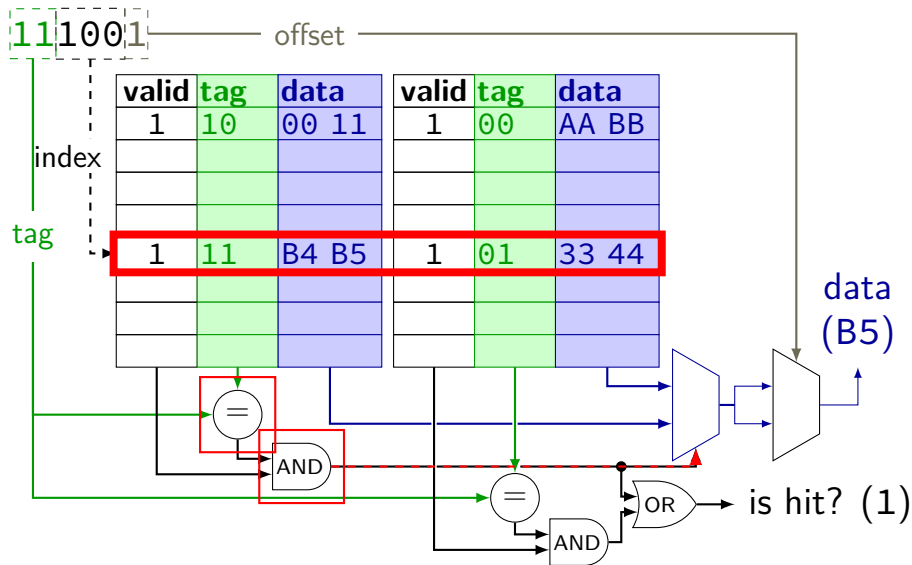 111001
offset
valid tag data valid tag data
1 10 00 11 1 00 AA BB
index
tag
1 11 B4 B5 1 01 33 44
data
(B5)
=
AND
=
OR
is hit? (1)
AND